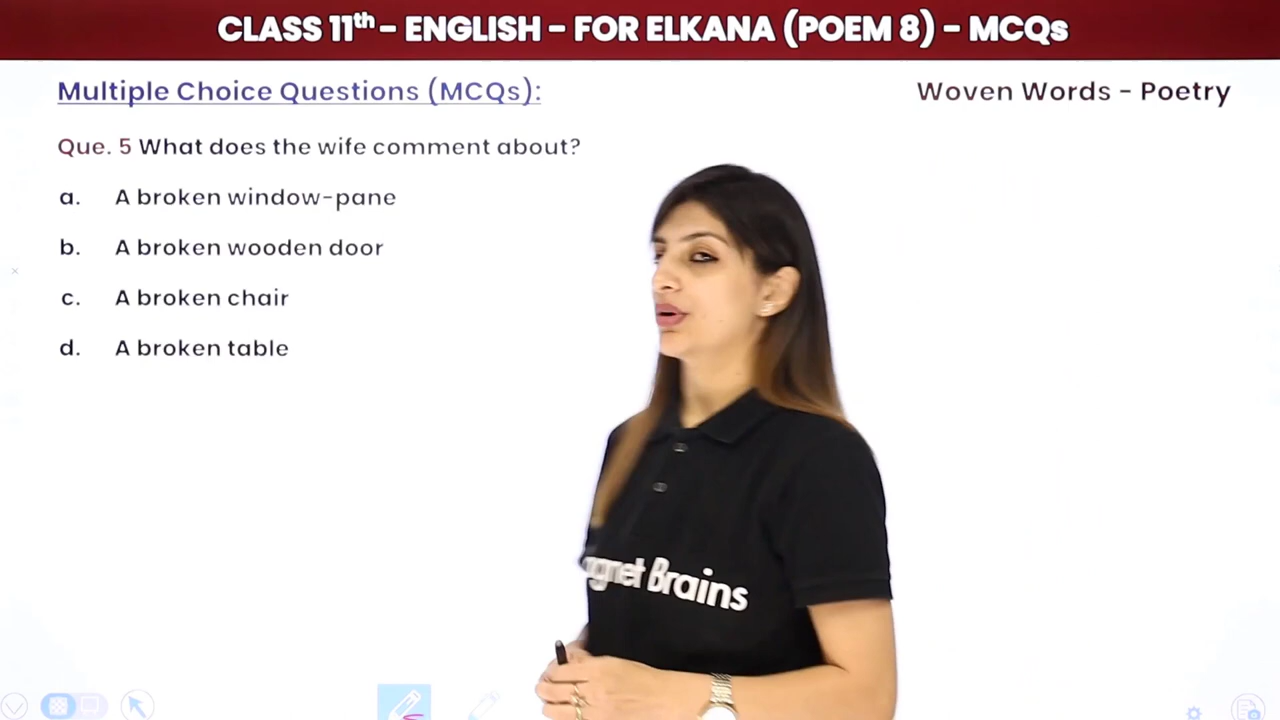 CLASS 11th - ENGLISH - FOR ELKANA (POEM 8) - MCQs
Multiple Choice Questions (MCQs):
Woven Words - Poetry
Que. 5 What does the wife comment about?
a. A broken window-pane
b. A broken wooden door
c. A broken chair
d. A broken table
agnet Brains